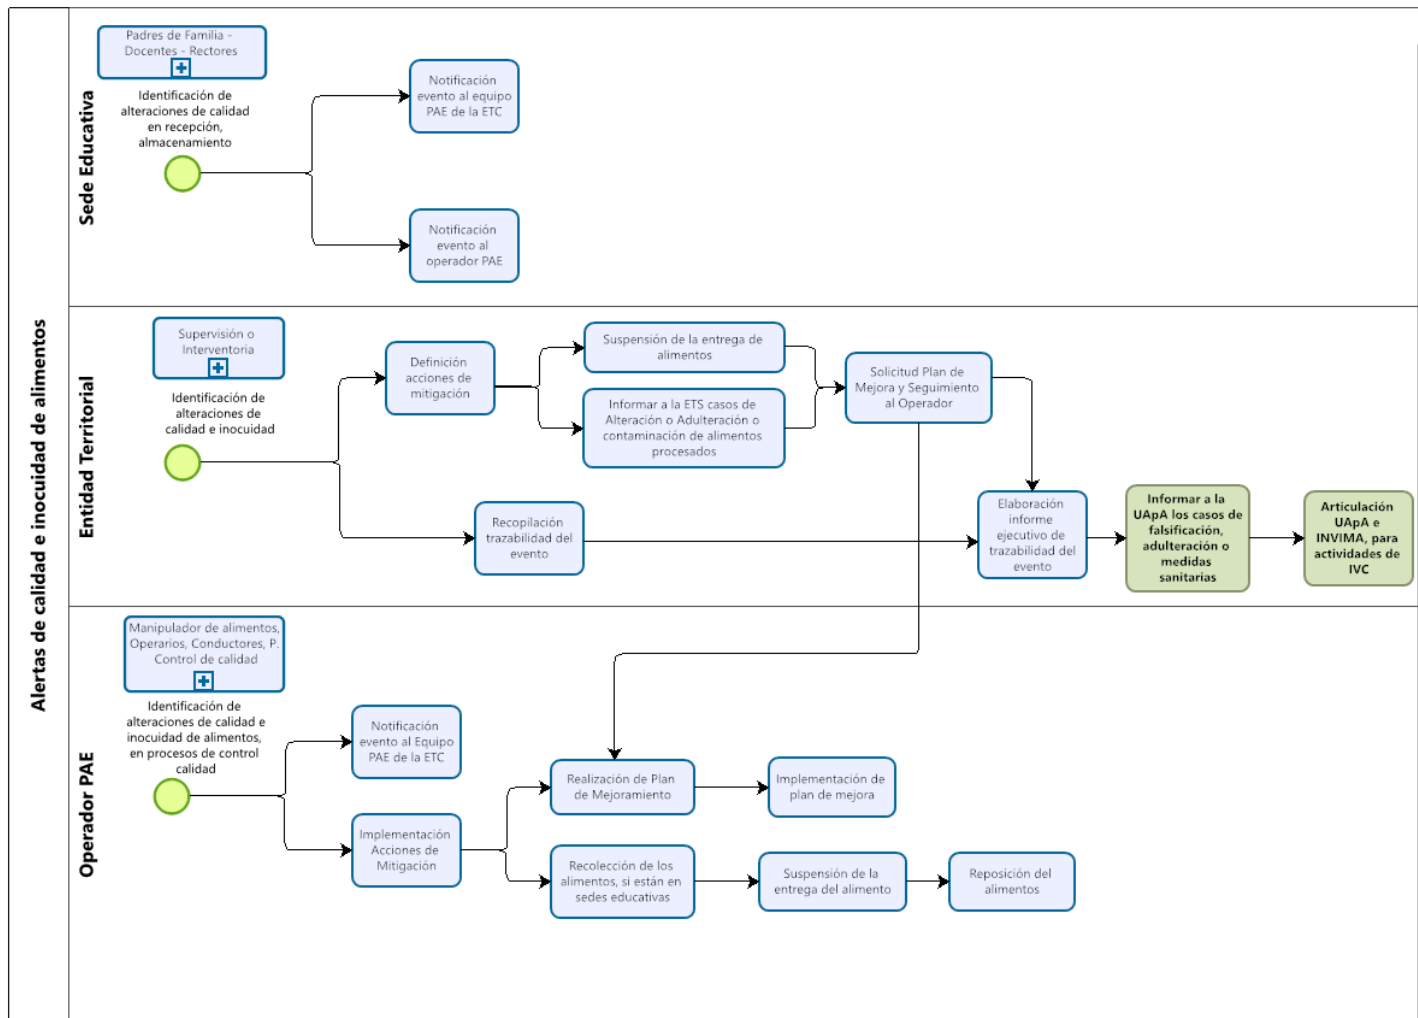 Alertas de calidad e inocuidad de alimentos
Sede Educativa
Padres de Familia -
Docentes - Rectores
Identificación de
alteraciones de calidad
en recepción,
almacenamiento
Notificación
evento al equipo
PAE de la ETC
Notificación
evento al
operador PAE
Entidad Territorial
Supervisión o
Interventoria
Identificación de
alteraciones de
calidad e inocuidad
Definición
acciones de
mitigación
Suspensión de la entrega de
alimentos
Informar a la ETS casos de
Alteración o Adulteración o
contaminación de alimentos
procesados
Solicitud Plan de
Mejora y Seguimiento
al Operador
Recopilación
trazabilidad del
evento
Elaboración
informe
ejecutivo de
trazabilidad del
evento
Informar a la
UApA los casos de
falsificación,
adulteración o
medidas
sanitarias
Articulación
UApA e
INVIMA, para
actividades de
IVC
Operador PAE
Manipulador de alimentos,
Operarios, Conductores, P.
Control de calidad
Identificación de
alteraciones de calidad e
inocuidad de alimentos,
en procesos de control
calidad
Notificación
evento al Equipo
PAE de la ETC
Implementación
Acciones de
Mitigación
Realización de Plan
de Mejoramiento
Implementación de
plan de mejora
Recolección de los
alimentos, si están en
sedes educativas
Suspensión de la
entrega del alimento
Reposición del
alimentos